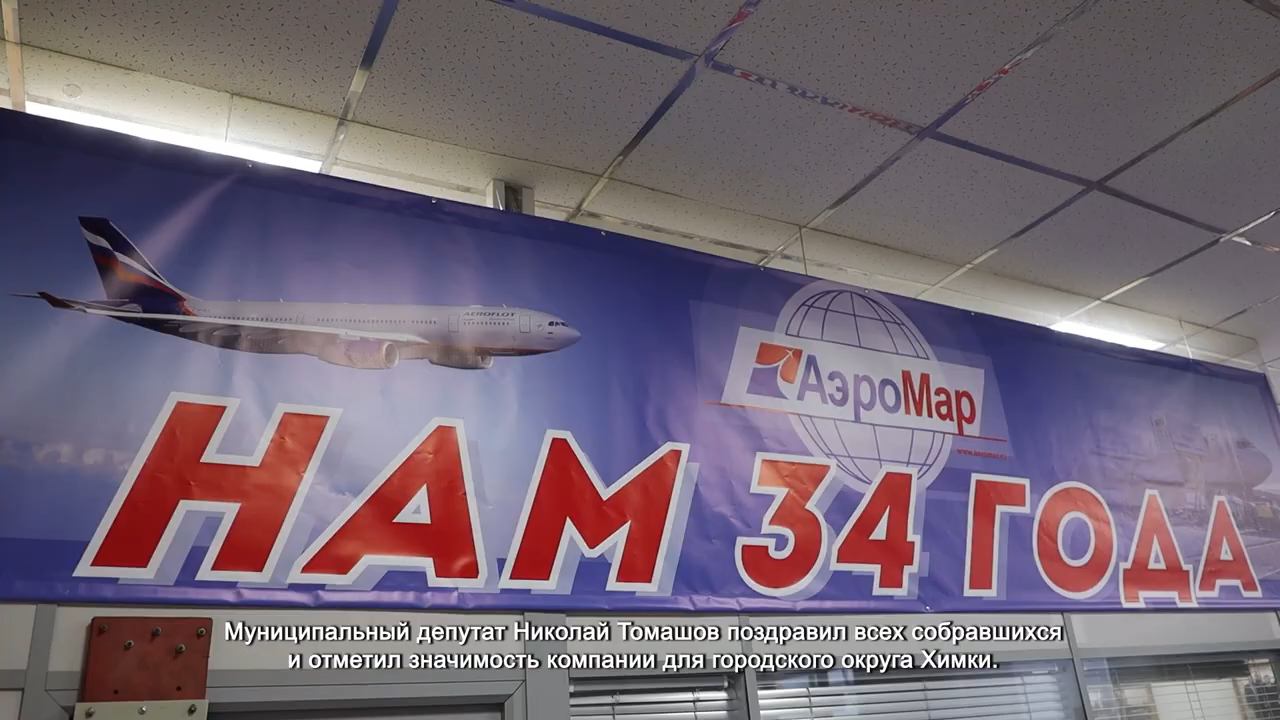 AEROFLOT
АэроМар
НАМ 34 ГОДА
Муниципальный депутат Николай Томашов поздравил всех собравшихся
и отметил значимость компании для городского округа Химки.